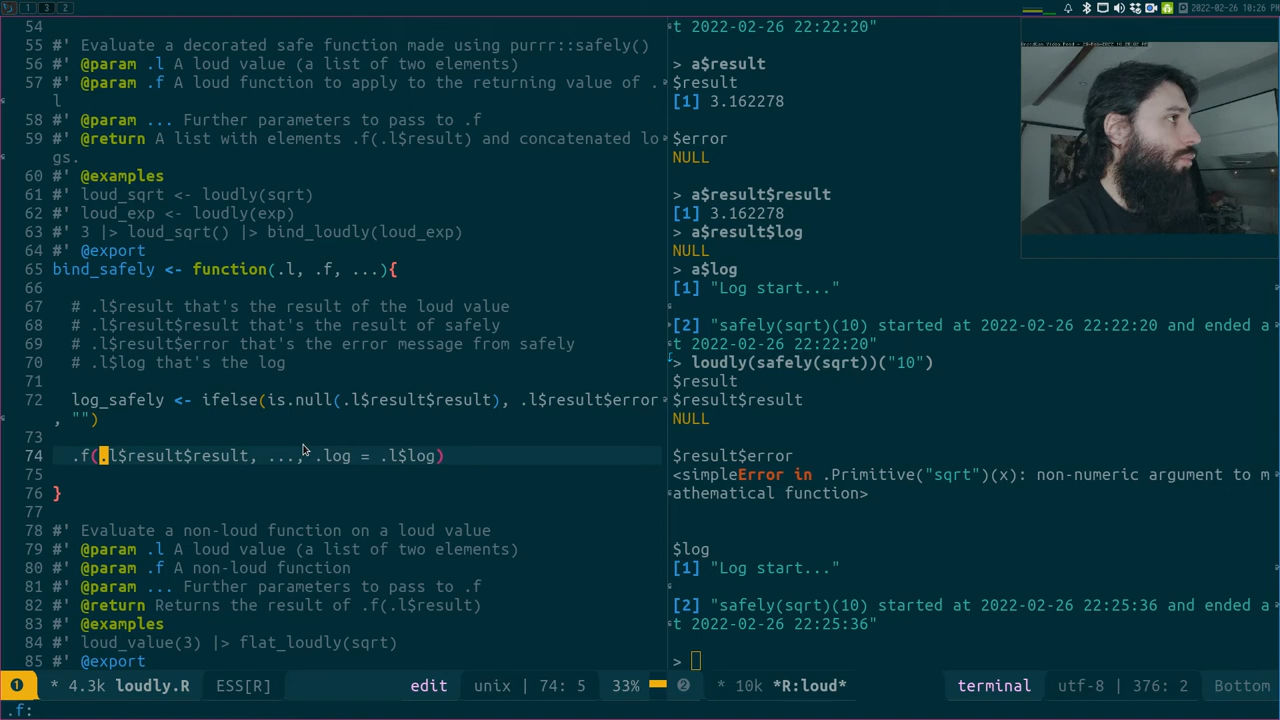 1 3 2
2022-02-26 10:26 PM
54
55 #' Evaluate a decorated safe function made using purrr::safely()
56 #' @param .l A loud value (a list of two elements)
57 #' @param .f A loud function to apply to the returning value of .
l
58 #' @param ... Further parameters to pass to .f
59 #' @return A list with elements .f(.l$result) and concatenated lo
gs.
60 #' @examples
61 #' loud_sqrt <- loudly(sqrt)
62 #' loud_exp <- loudly(exp)
63 #' 3 |> loud_sqrt() |> bind_loudly(loud_exp)
64 #' @export
65 bind_safely <- function(.l, .f, ...){
66
67 # .l$result that's the result of the loud value
68 # .l$result$result that's the result of safely
69 # .l$result$error that's the error message from safely
70 # .l$log that's the log
71
72 log_safely <- ifelse(is.null(.l$result$result), .l$result$error
, "")
73
74 .f(.l$result$result, ..., .log = .l$log)
75
76 }
77
78 #' Evaluate a non-loud function on a loud value
79 #' @param .l A loud value (a list of two elements)
80 #' @param .f A non-loud function
81 #' @param ... Further parameters to pass to .f
82 #' @return Returns the result of .f(.l$result)
83 #' @examples
84 #' loud_value(3) |> flat_loudly(sqrt)
85 #' @export
1 * 4.3k loudly.R ESS[R] edit unix | 74: 5 33%
.f:
t 2022-02-26 22:22:20"
> a$result
$result
[1] 3.162278
$error
NULL
> a$result$result
[1] 3.162278
> a$result$log
NULL
> a$log
[1] "Log start..."
[2] "safely(sqrt)(10) started at 2022-02-26 22:22:20 and ended a
t 2022-02-26 22:22:20"
> loudly(safely(sqrt))("10")
$result
$result$result
NULL
$result$error
<simpleError in .Primitive("sqrt")(x): non-numeric argument to m
athematical function>
$log
[1] "Log start..."
[2] "safely(sqrt)(10) started at 2022-02-26 22:25:36 and ended a
t 2022-02-26 22:25:36"
>
2 * 10k *R:loud* terminal utf-8 | 376: 2 Bottom